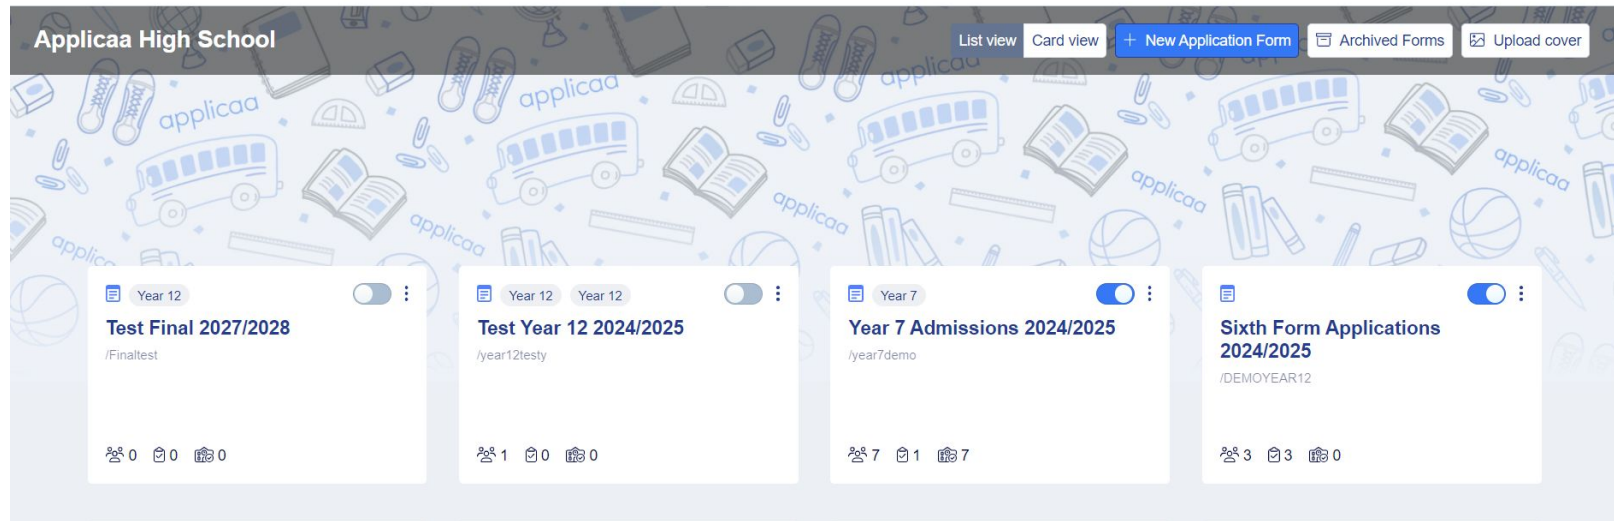 Applicaa High School
List view Card view + New Application Form Archived Forms Upload cover
applicaa applicaa applicaa
applicaa applicaa applicaa applicaa
applicaa
Year 12
Test Final 2027/2028
/Finaltest
0 0 0
Year 12 Year 12
Test Year 12 2024/2025
/year12testy
1 0 0
Year 7
Year 7 Admissions 2024/2025
/year7demo
7 1 7
Sixth Form Applications
2024/2025
/DEMOYEAR12
3 3 0